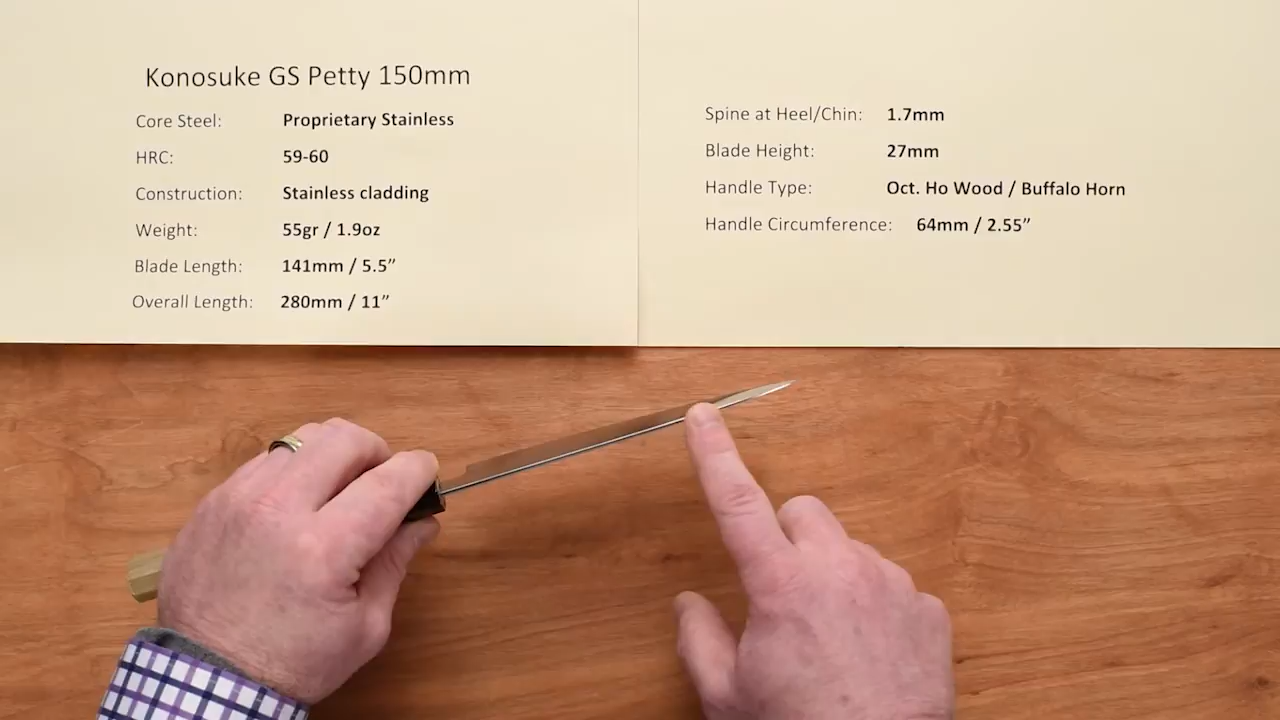 Konosuke GS Petty 150mm
Core Steel: Proprietary Stainless
HRC: 59-60
Construction: Stainless cladding
Weight: 55gr / 1.9oz
Blade Length: 141mm / 5.5”
Overall Length: 280mm / 11”
Spine at Heel/Chin: 1.7mm
Blade Height: 27mm
Handle Type: Oct. Ho Wood / Buffalo Horn
Handle Circumference: 64mm / 2.55”